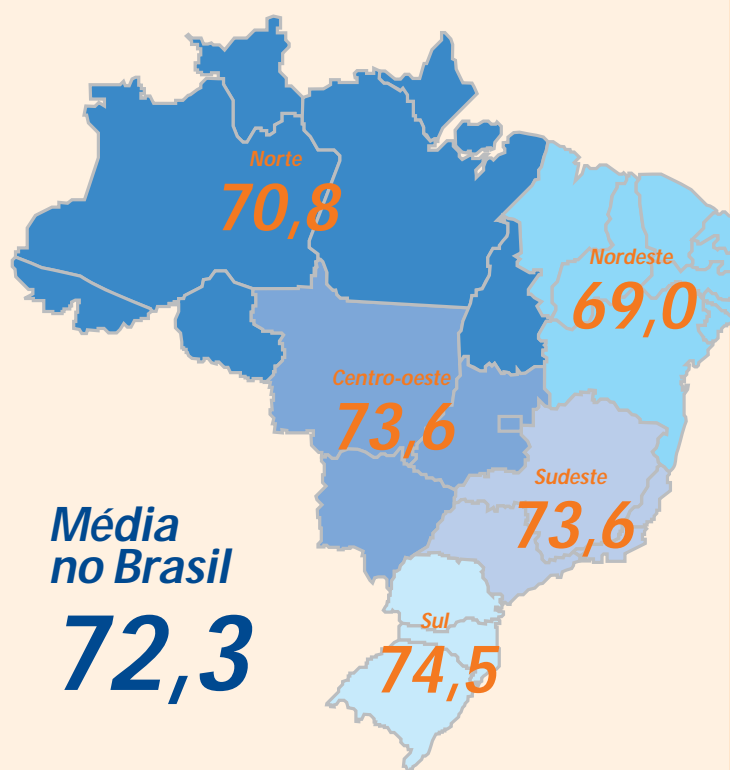 Norte
70,8
Nordeste
69,0
Centro-oeste
73,6
Sudeste
73,6
Média
no Brasil
72,3
Sul
74,5